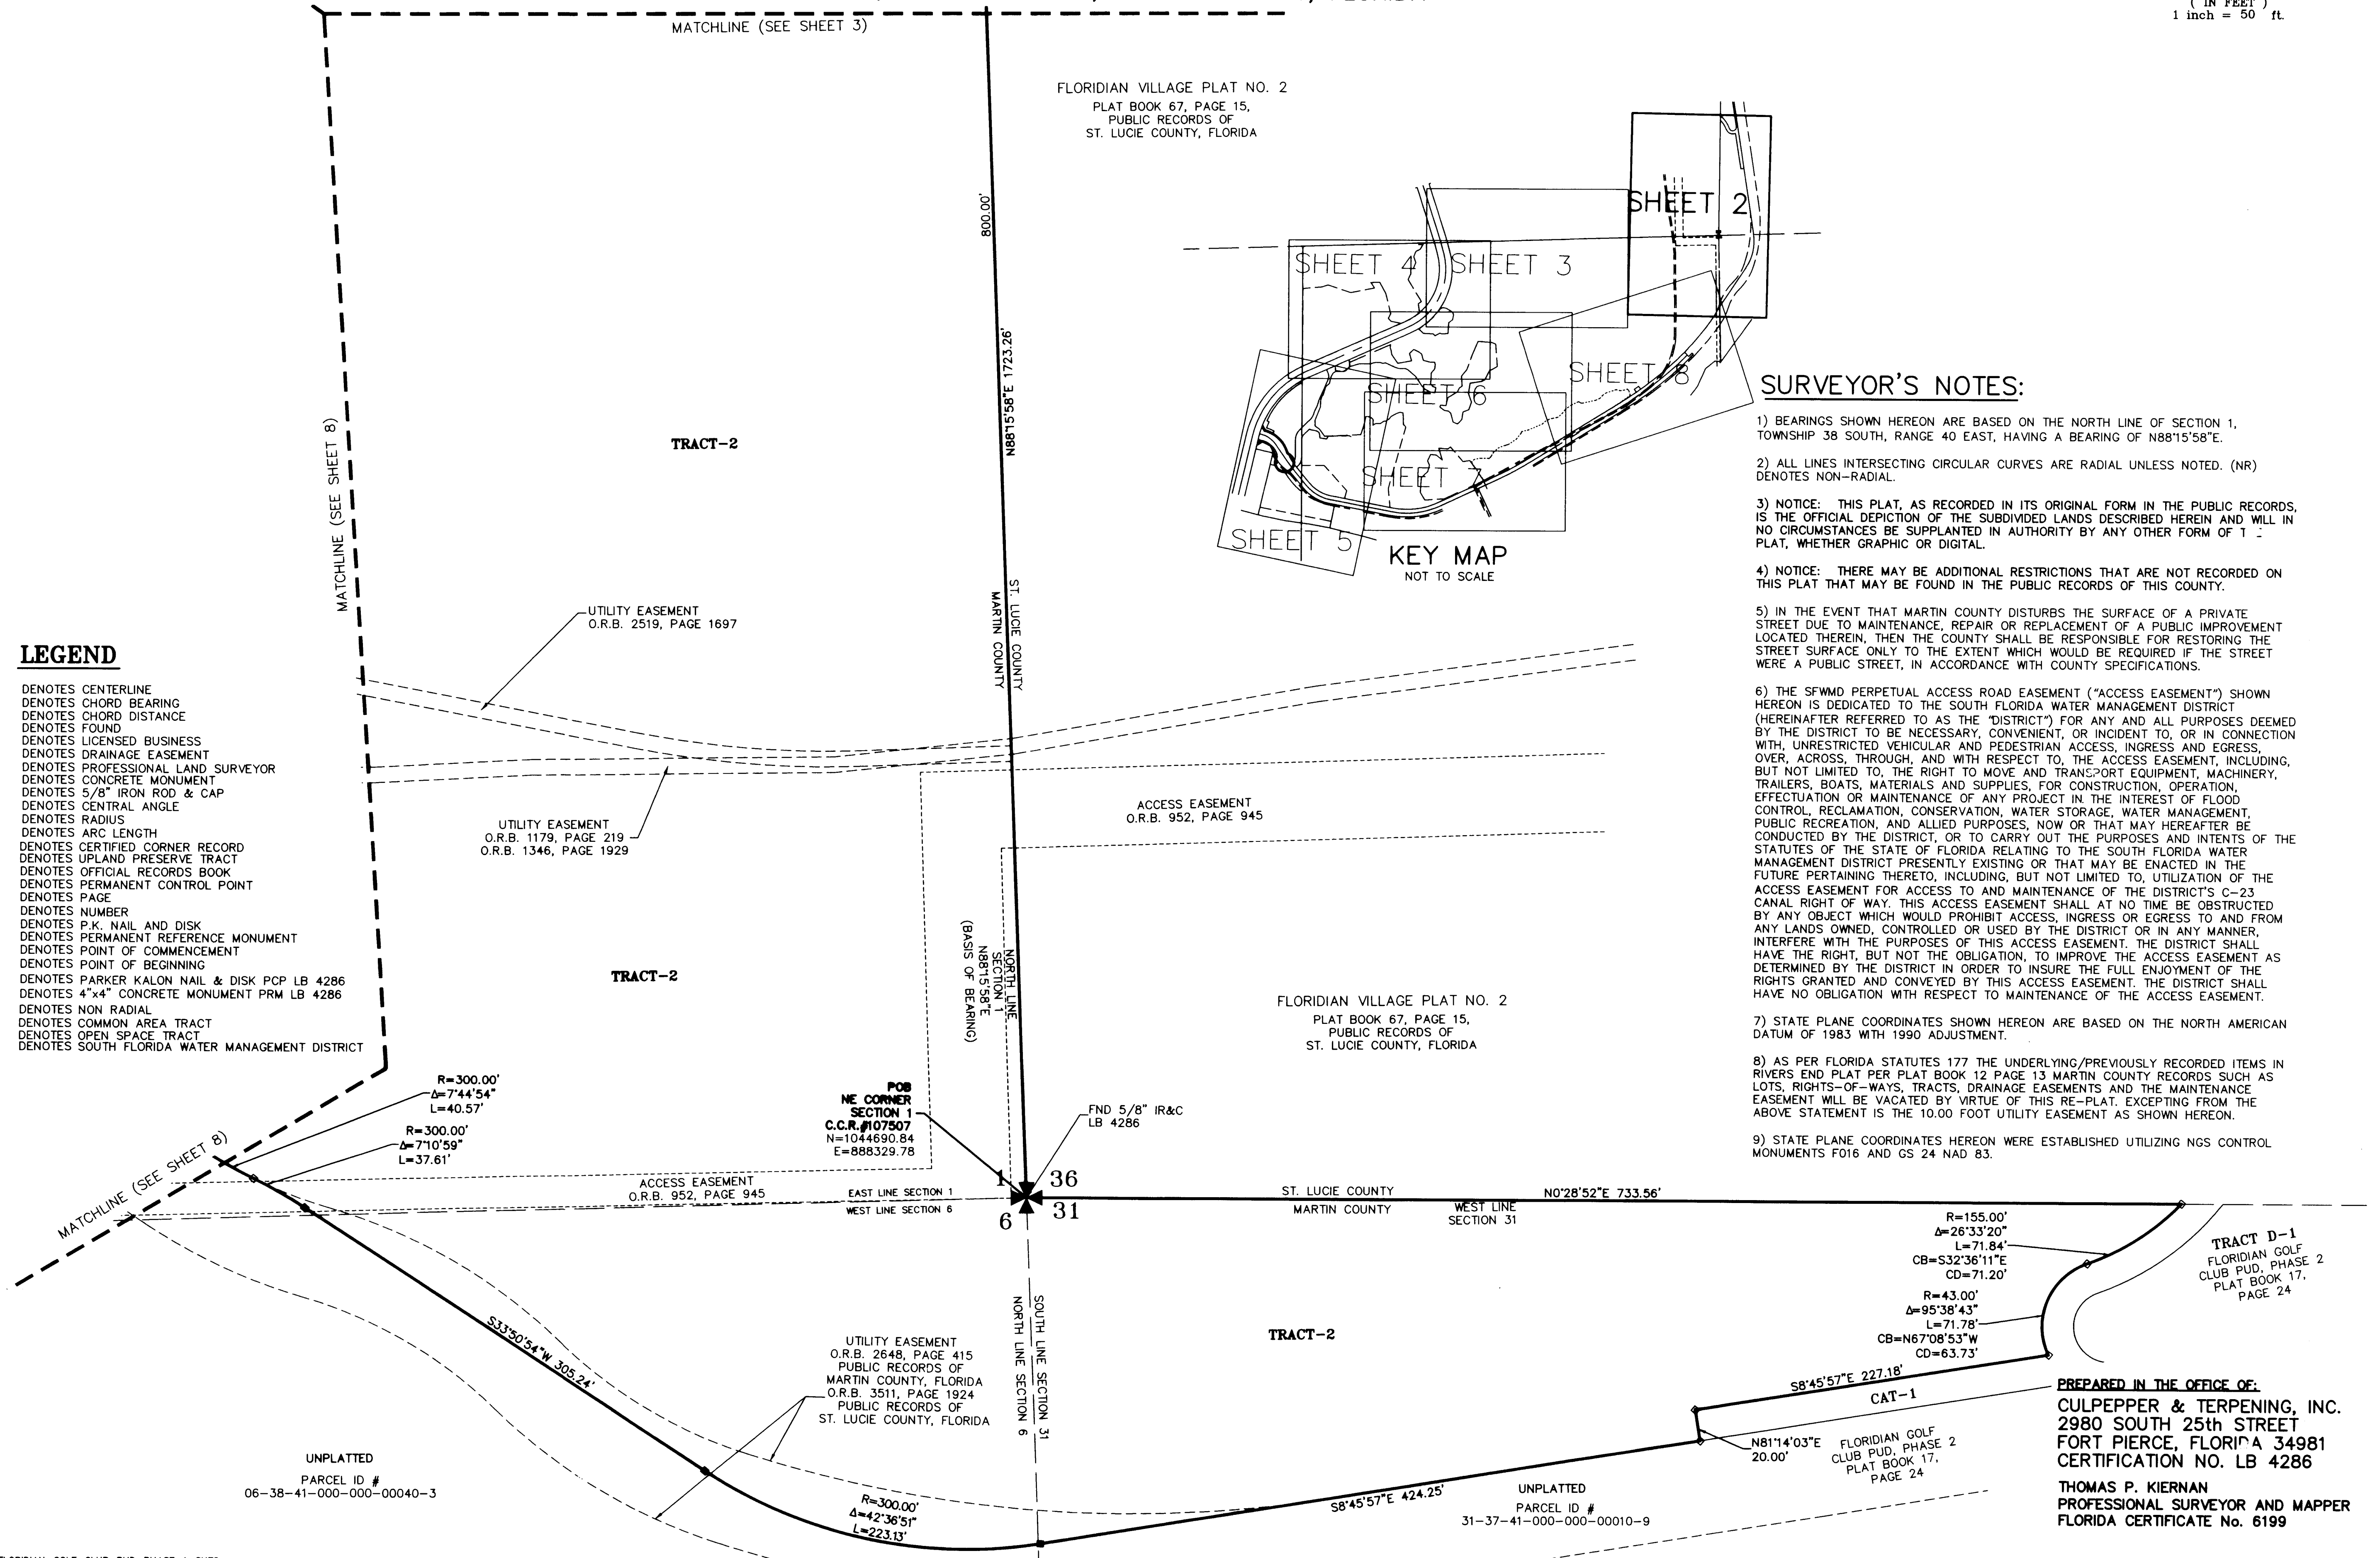 ( IN FEET )
1 inch = 50 ft.
MATCHLINE (SEE SHEET 3)
FLORIDIAN VILLAGE PLAT NO. 2
PLAT BOOK 67, PAGE 15,
PUBLIC RECORDS OF
ST. LUCIE COUNTY, FLORIDA
800.00'
N88°15'58"E 1723.26'
SHEET 2
SHEET 4
SHEET 3
SHEET 8
SHEET 6
SHEET 7
SHEET 5
KEY MAP
NOT TO SCALE
MATCHLINE (SEE SHEET 8)
TRACT-2
ST. LUCIE COUNTY
MARTIN COUNTY
UTILITY EASEMENT
O.R.B. 2519, PAGE 1697
LEGEND
DENOTES CENTERLINE
DENOTES CHORD BEARING
DENOTES CHORD DISTANCE
DENOTES FOUND
DENOTES LICENSED BUSINESS
DENOTES DRAINAGE EASEMENT
DENOTES PROFESSIONAL LAND SURVEYOR
DENOTES CONCRETE MONUMENT
DENOTES 5/8" IRON ROD & CAP
DENOTES CENTRAL ANGLE
DENOTES RADIUS
DENOTES ARC LENGTH
DENOTES CERTIFIED CORNER RECORD
DENOTES UPLAND PRESERVE TRACT
DENOTES OFFICIAL RECORDS BOOK
DENOTES PERMANENT CONTROL POINT
DENOTES PAGE
DENOTES NUMBER
DENOTES P.K. NAIL AND DISK
DENOTES PERMANENT REFERENCE MONUMENT
DENOTES POINT OF COMMENCEMENT
DENOTES POINT OF BEGINNING
DENOTES PARKER KALON NAIL & DISK PCP LB 4286
DENOTES 4"x4" CONCRETE MONUMENT PRM LB 4286
DENOTES NON RADIAL
DENOTES COMMON AREA TRACT
DENOTES OPEN SPACE TRACT
DENOTES SOUTH FLORIDA WATER MANAGEMENT DISTRICT
UTILITY EASEMENT
O.R.B. 1179, PAGE 219
O.R.B. 1346, PAGE 1929
ACCESS EASEMENT
O.R.B. 952, PAGE 945
NORTH LINE
SECTION 1
N88°15'58"E
(BASIS OF BEARING)
TRACT-2
FLORIDIAN VILLAGE PLAT NO. 2
PLAT BOOK 67, PAGE 15,
PUBLIC RECORDS OF
ST. LUCIE COUNTY, FLORIDA
R=300.00'
Δ=7°44'54"
L=40.57'
R=300.00'
Δ=7°10'59"
L=37.61'
MATCHLINE (SEE SHEET 8)
POB
NE CORNER
SECTION 1
C.C.R.#107507
N=1044690.84
E=888329.78
FND 5/8" IR&C
LB 4286
ACCESS EASEMENT
O.R.B. 952, PAGE 945
EAST LINE SECTION 1
WEST LINE SECTION 6
1
36
6
31
ST. LUCIE COUNTY
MARTIN COUNTY
N0°28'52"E 733.56'
WEST LINE
SECTION 31
SOUTH LINE SECTION 31
NORTH LINE SECTION 6
S33°50'54"W 305.24'
UTILITY EASEMENT
O.R.B. 2648, PAGE 415
PUBLIC RECORDS OF
MARTIN COUNTY, FLORIDA
O.R.B. 3511, PAGE 1924
PUBLIC RECORDS OF
ST. LUCIE COUNTY, FLORIDA
TRACT-2
R=155.00'
Δ=26°33'20"
L=71.84'
CB=S32°36'11"E
CD=71.20'
R=43.00'
Δ=95°38'43"
L=71.78'
CB=N67°08'53"W
CD=63.73'
TRACT D-1
FLORIDIAN GOLF
CLUB PUD, PHASE 2
PLAT BOOK 17,
PAGE 24
S8°45'57"E 227.18'
CAT-1
N81°14'03"E
20.00'
FLORIDIAN GOLF
CLUB PUD, PHASE 2
PLAT BOOK 17,
PAGE 24
UNPLATTED
PARCEL ID #
06-38-41-000-000-00040-3
R=300.00'
Δ=42°36'51"
L=223.13'
S8°45'57"E 424.25'
UNPLATTED
PARCEL ID #
31-37-41-000-000-00010-9
SURVEYOR'S NOTES:
1) BEARINGS SHOWN HEREON ARE BASED ON THE NORTH LINE OF SECTION 1,
TOWNSHIP 38 SOUTH, RANGE 40 EAST, HAVING A BEARING OF N88°15'58"E.
2) ALL LINES INTERSECTING CIRCULAR CURVES ARE RADIAL UNLESS NOTED. (NR)
DENOTES NON-RADIAL.
3) NOTICE: THIS PLAT, AS RECORDED IN ITS ORIGINAL FORM IN THE PUBLIC RECORDS,
IS THE OFFICIAL DEPICTION OF THE SUBDIVIDED LANDS DESCRIBED HEREIN AND WILL IN
NO CIRCUMSTANCES BE SUPPLANTED IN AUTHORITY BY ANY OTHER FORM OF
PLAT, WHETHER GRAPHIC OR DIGITAL.
4) NOTICE: THERE MAY BE ADDITIONAL RESTRICTIONS THAT ARE NOT RECORDED ON
THIS PLAT THAT MAY BE FOUND IN THE PUBLIC RECORDS OF THIS COUNTY.
5) IN THE EVENT THAT MARTIN COUNTY DISTURBS THE SURFACE OF A PRIVATE
STREET DUE TO MAINTENANCE, REPAIR OR REPLACEMENT OF A PUBLIC IMPROVEMENT
LOCATED THEREIN, THEN THE COUNTY SHALL BE RESPONSIBLE FOR RESTORING THE
STREET SURFACE ONLY TO THE EXTENT WHICH WOULD BE REQUIRED IF THE STREET
WERE A PUBLIC STREET, IN ACCORDANCE WITH COUNTY SPECIFICATIONS.
6) THE SFWMD PERPETUAL ACCESS ROAD EASEMENT ("ACCESS EASEMENT") SHOWN
HEREON IS DEDICATED TO THE SOUTH FLORIDA WATER MANAGEMENT DISTRICT
(HEREINAFTER REFERRED TO AS THE "DISTRICT") FOR ANY AND ALL PURPOSES DEEMED
BY THE DISTRICT TO BE NECESSARY, CONVENIENT, OR INCIDENT TO, OR IN CONNECTION
WITH, UNRESTRICTED VEHICULAR AND PEDESTRIAN ACCESS, INGRESS AND EGRESS,
OVER, ACROSS, THROUGH, AND WITH RESPECT TO, THE ACCESS EASEMENT, INCLUDING,
BUT NOT LIMITED TO, THE RIGHT TO MOVE AND TRANSPORT EQUIPMENT, MACHINERY,
TRAILERS, BOATS, MATERIALS AND SUPPLIES, FOR CONSTRUCTION, OPERATION,
EFFECTUATION OR MAINTENANCE OF ANY PROJECT IN THE INTEREST OF FLOOD
CONTROL, RECLAMATION, CONSERVATION, WATER STORAGE, WATER MANAGEMENT,
PUBLIC RECREATION, AND ALLIED PURPOSES, NOW OR THAT MAY HEREAFTER BE
CONDUCTED BY THE DISTRICT, OR TO CARRY OUT THE PURPOSES AND INTENTS OF THE
STATUTES OF THE STATE OF FLORIDA RELATING TO THE SOUTH FLORIDA WATER
MANAGEMENT DISTRICT PRESENTLY EXISTING OR THAT MAY BE ENACTED IN THE
FUTURE PERTAINING THERETO, INCLUDING, BUT NOT LIMITED TO, UTILIZATION OF THE
ACCESS EASEMENT FOR ACCESS TO AND MAINTENANCE OF THE DISTRICT'S C-23
CANAL RIGHT OF WAY. THIS ACCESS EASEMENT SHALL AT NO TIME BE OBSTRUCTED
BY ANY OBJECT WHICH WOULD PROHIBIT ACCESS, INGRESS OR EGRESS TO AND FROM
ANY LANDS OWNED, CONTROLLED OR USED BY THE DISTRICT OR IN ANY MANNER,
INTERFERE WITH THE PURPOSES OF THIS ACCESS EASEMENT. THE DISTRICT SHALL
HAVE THE RIGHT, BUT NOT THE OBLIGATION, TO IMPROVE THE ACCESS EASEMENT AS
DETERMINED BY THE DISTRICT IN ORDER TO INSURE THE FULL ENJOYMENT OF THE
RIGHTS GRANTED AND CONVEYED BY THIS ACCESS EASEMENT. THE DISTRICT SHALL
HAVE NO OBLIGATION WITH RESPECT TO MAINTENANCE OF THE ACCESS EASEMENT.
7) STATE PLANE COORDINATES SHOWN HEREON ARE BASED ON THE NORTH AMERICAN
DATUM OF 1983 WITH 1990 ADJUSTMENT.
8) AS PER FLORIDA STATUTES 177 THE UNDERLYING/PREVIOUSLY RECORDED ITEMS IN
RIVERS END PLAT PER PLAT BOOK 12 PAGE 13 MARTIN COUNTY RECORDS SUCH AS
LOTS, RIGHTS-OF-WAYS, TRACTS, DRAINAGE EASEMENTS AND THE MAINTENANCE
EASEMENT WILL BE VACATED BY VIRTUE OF THIS RE-PLAT. EXCEPTING FROM THE
ABOVE STATEMENT IS THE 10.00 FOOT UTILITY EASEMENT AS SHOWN HEREON.
9) STATE PLANE COORDINATES HEREON WERE ESTABLISHED UTILIZING NGS CONTROL
MONUMENTS F016 AND GS 24 NAD 83.
PREPARED IN THE OFFICE OF:
CULPEPPER & TERPENING, INC.
2980 SOUTH 25th STREET
FORT PIERCE, FLORIDA 34981
CERTIFICATION NO. LB 4286
THOMAS P. KIERNAN
PROFESSIONAL SURVEYOR AND MAPPER
FLORIDA CERTIFICATE No. 6199